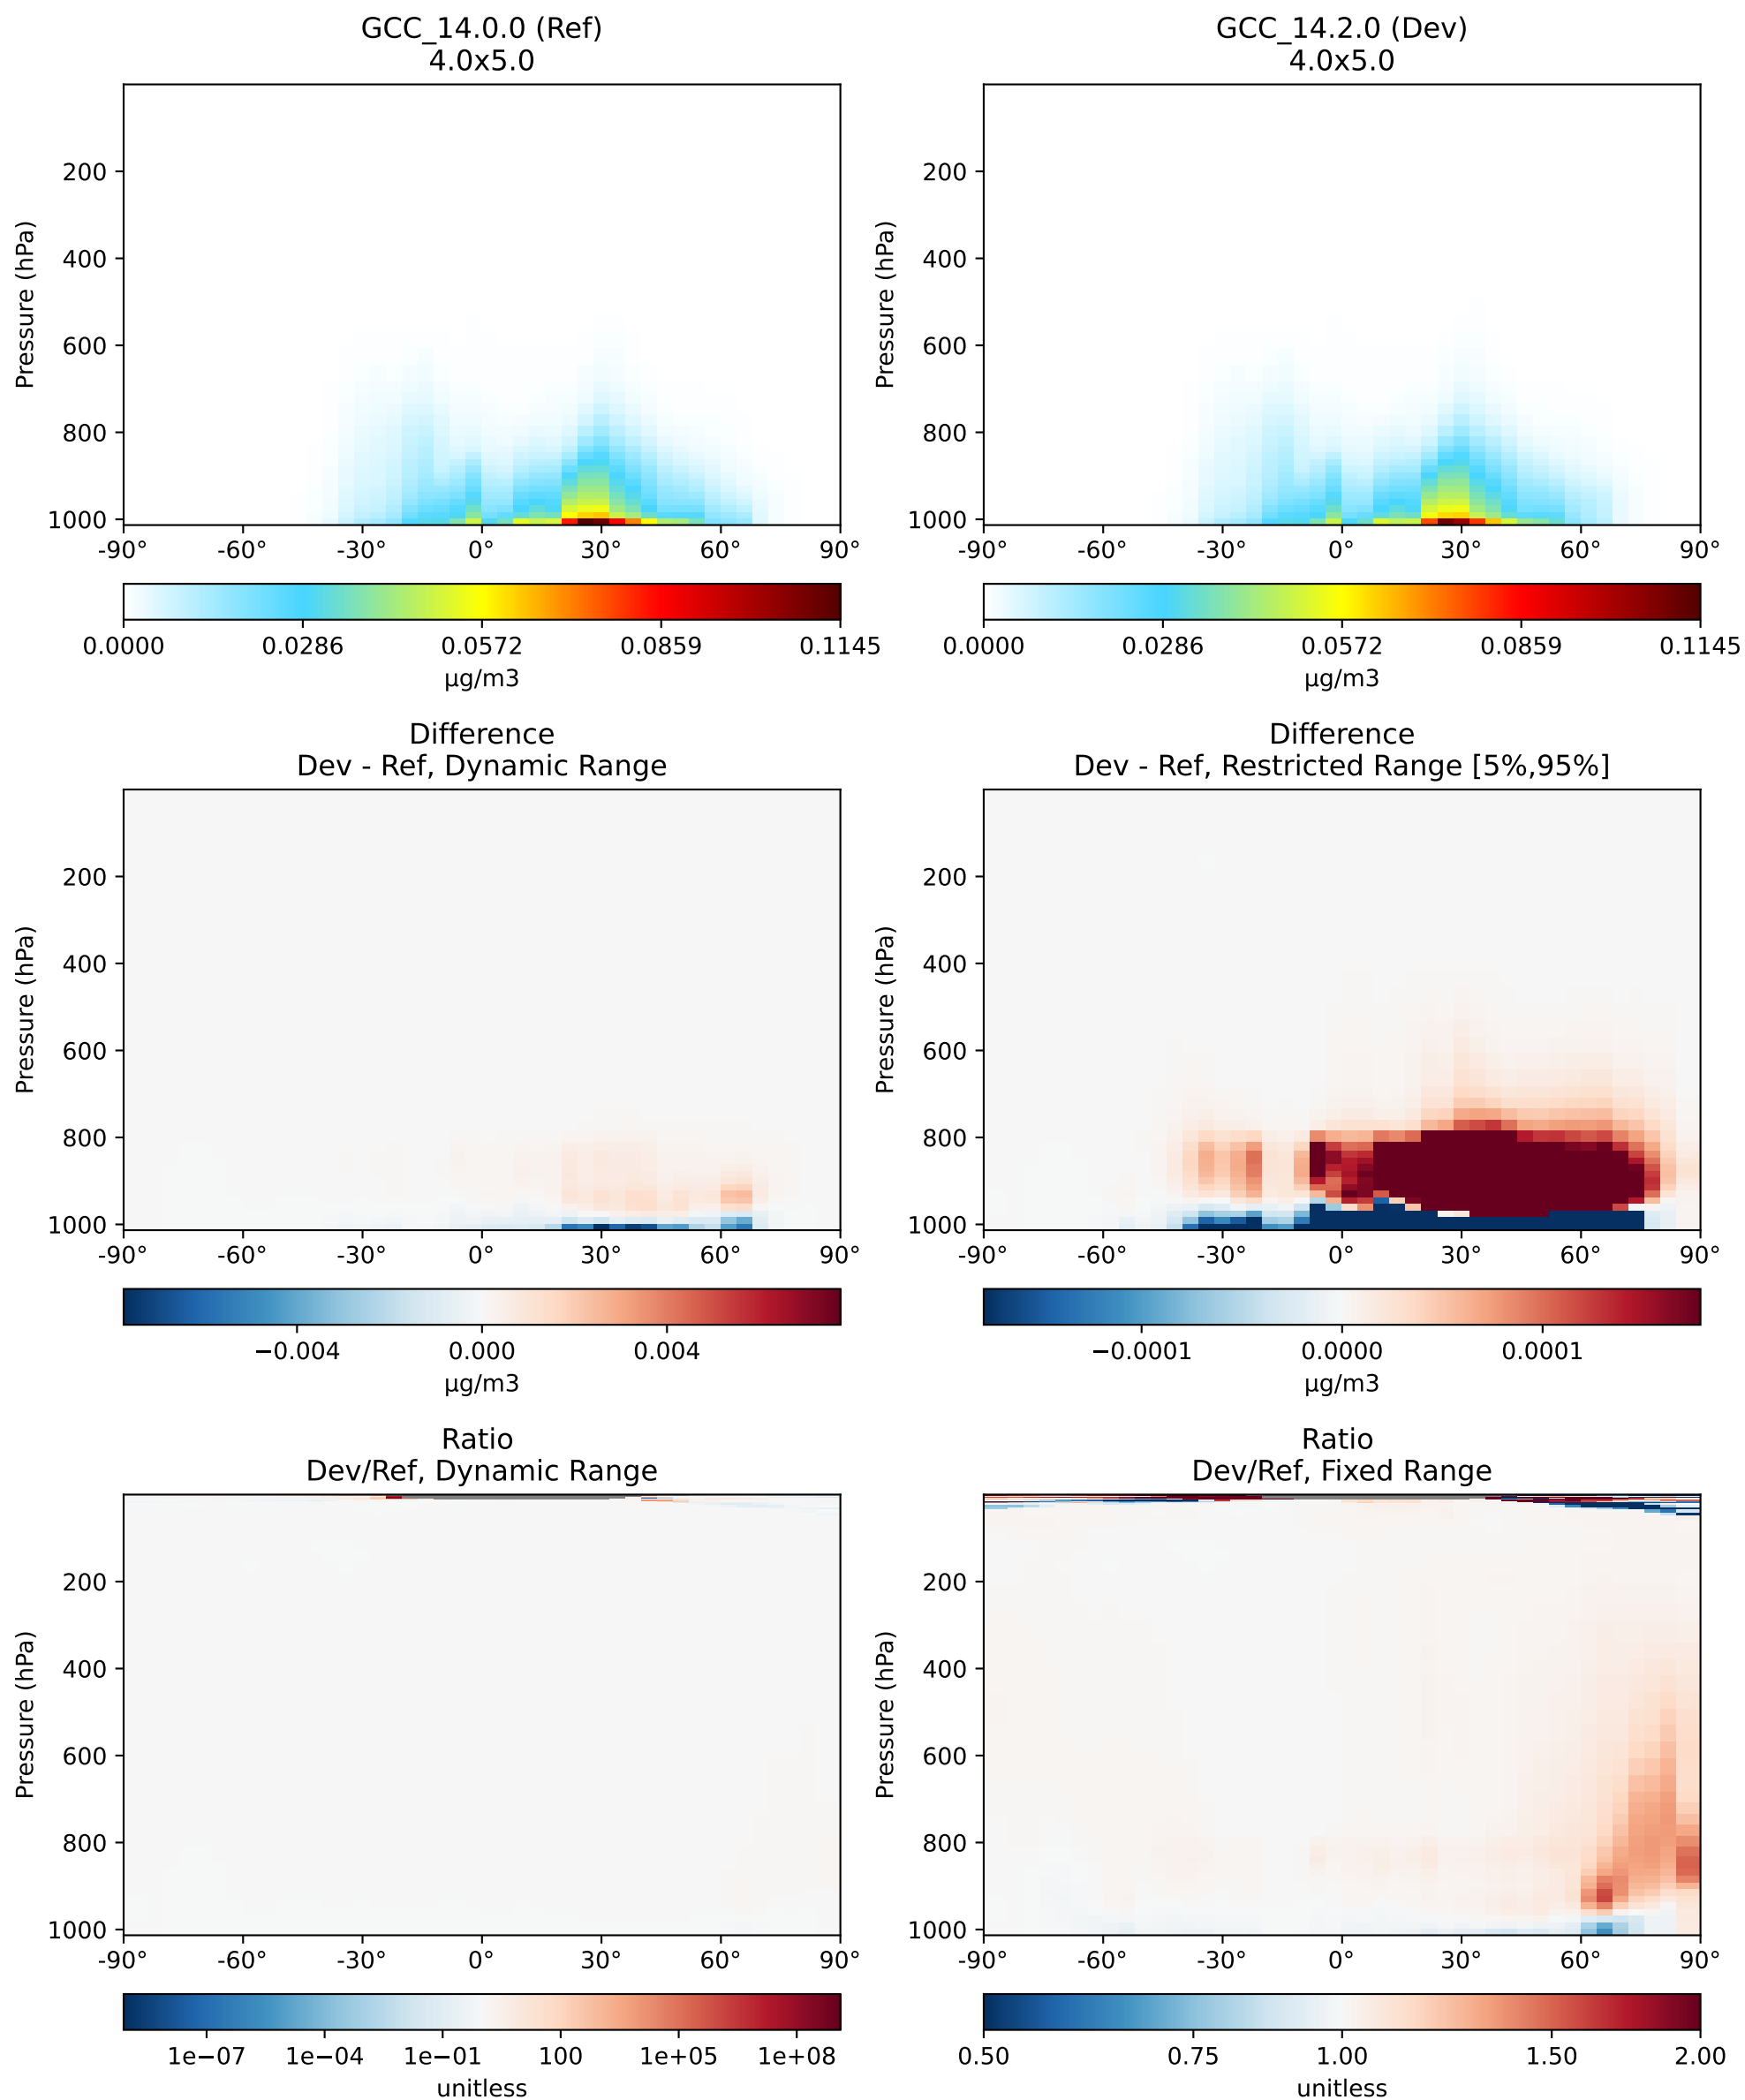 GCC_14.0.0 (Ref)
4.0x5.0
Pressure (hPa)
200
400
600
800
1000
-90° -60° -30° 0° 30° 60° 90°
0.0000 0.0286 0.0572 0.0859 0.1145
μg/m3
GCC_14.2.0 (Dev)
4.0x5.0
Pressure (hPa)
200
400
600
800
1000
-90° -60° -30° 0° 30° 60° 90°
0.0000 0.0286 0.0572 0.0859 0.1145
μg/m3
Difference
Dev - Ref, Dynamic Range
Pressure (hPa)
200
400
600
800
1000
-90° -60° -30° 0° 30° 60° 90°
−0.004 0.000 0.004
μg/m3
Difference
Dev - Ref, Restricted Range [5%,95%]
Pressure (hPa)
200
400
600
800
1000
-90° -60° -30° 0° 30° 60° 90°
−0.0001 0.0000 0.0001
μg/m3
Ratio
Dev/Ref, Dynamic Range
Pressure (hPa)
200
400
600
800
1000
-90° -60° -30° 0° 30° 60° 90°
1e−07 1e−04 1e−01 100 1e+05 1e+08
unitless
Ratio
Dev/Ref, Fixed Range
Pressure (hPa)
200
400
600
800
1000
-90° -60° -30° 0° 30° 60° 90°
0.50 0.75 1.00 1.50 2.00
unitless